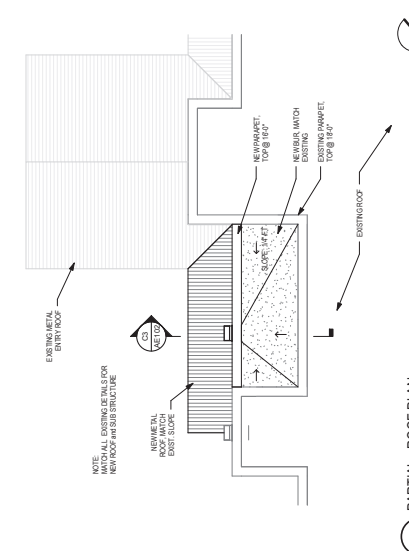 EXISTING METAL
ENTRY ROOF
C3
AE102
NOTE:
MATCH ALL EXISTING DETAILS FOR
NEW ROOF and SUB STRUCTURE
NEW METAL
ROOF, MATCH
EXIST. SLOPE
NEW PARAPET,
TOP @ 16'0"
NEW BUR, MATCH
EXISTING
EXISTING PARAPET,
TOP @ 18'-0"
SLOPE: 1/4":FT
EXISTING ROOF
PARTIAL ROOF PLAN